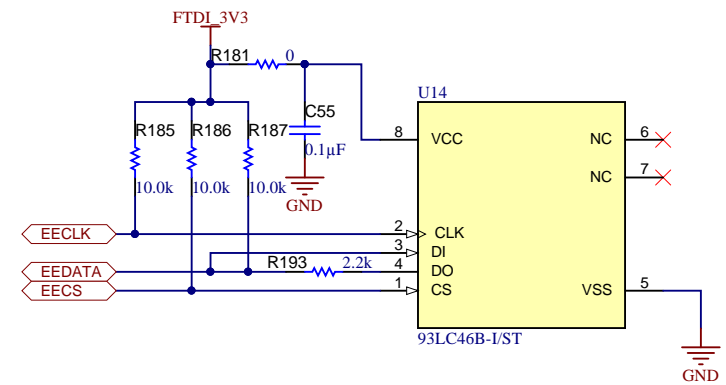 FTDI_3V3
R181 0
U14
C55
R185 R186 R187
8 VCC NC 6
0.1µF
NC 7
10.0k 10.0k 10.0k
GND
EECLK 2 CLK
3 DI
EEDATA R193 2.2k 4 DO
EECS 1 CS VSS 5
93LC46B-I/ST
GND